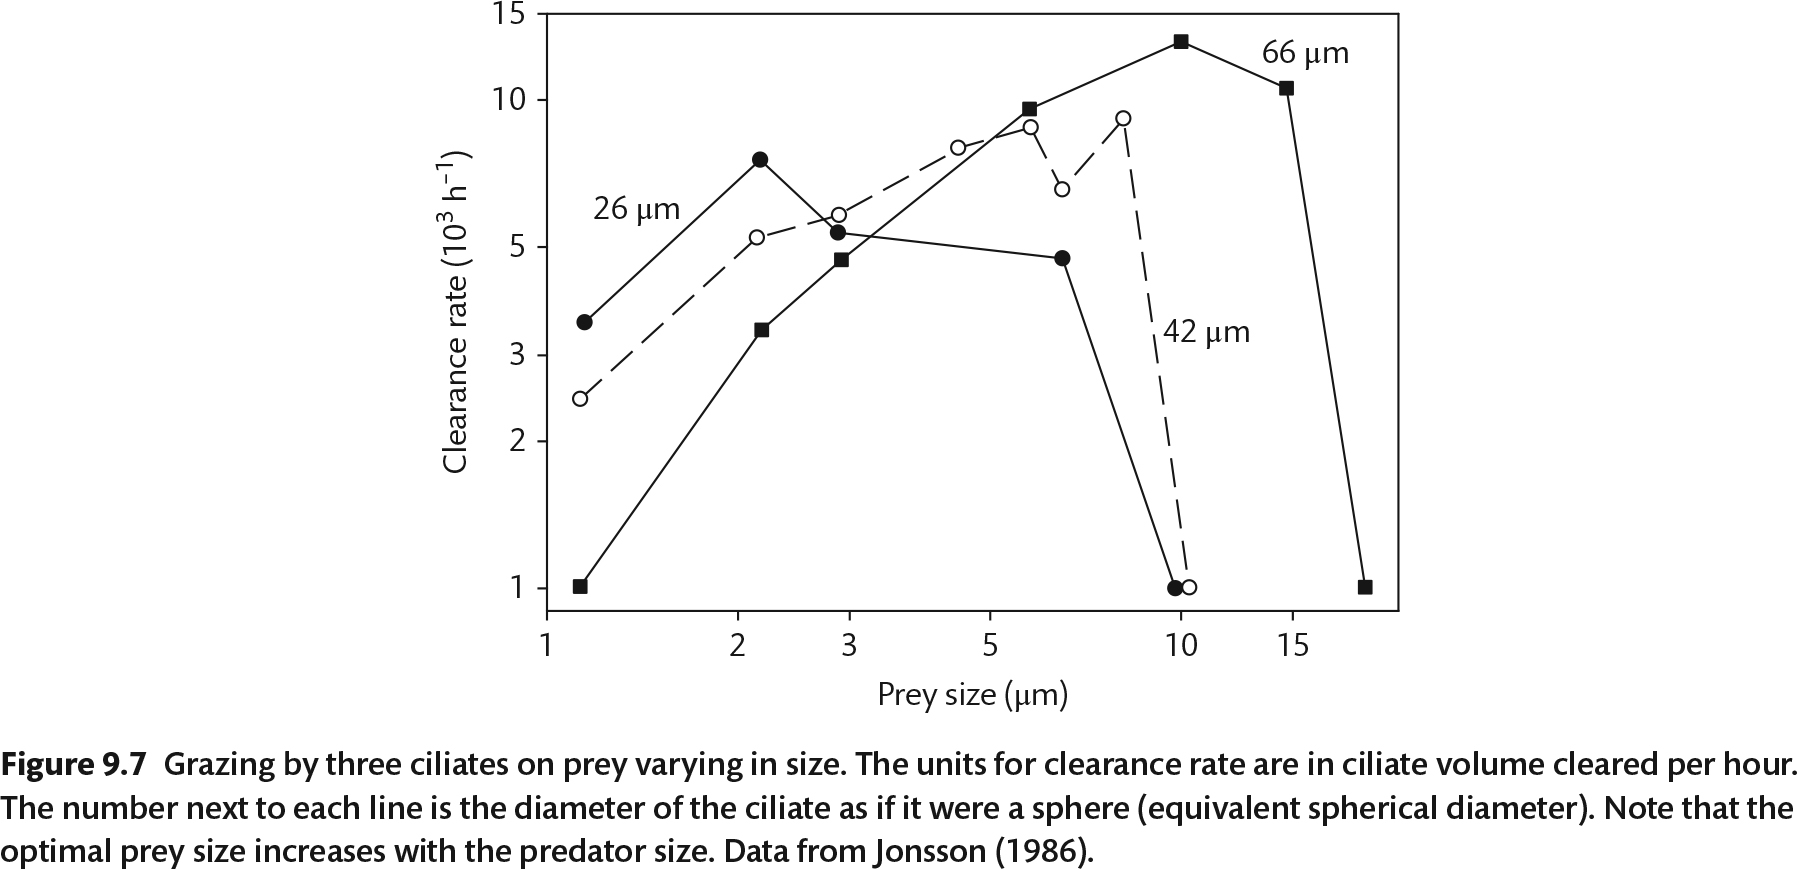 15
10
5
3
2
1
Clearance rate (10³ h⁻¹)
26 µm
66 µm
42 µm
1 2 3 5 10 15
Prey size (µm)
Figure 9.7 Grazing by three ciliates on prey varying in size. The units for clearance rate are in ciliate volume cleared per hour.
The number next to each line is the diameter of the ciliate as if it were a sphere (equivalent spherical diameter). Note that the
optimal prey size increases with the predator size. Data from Jonsson (1986).